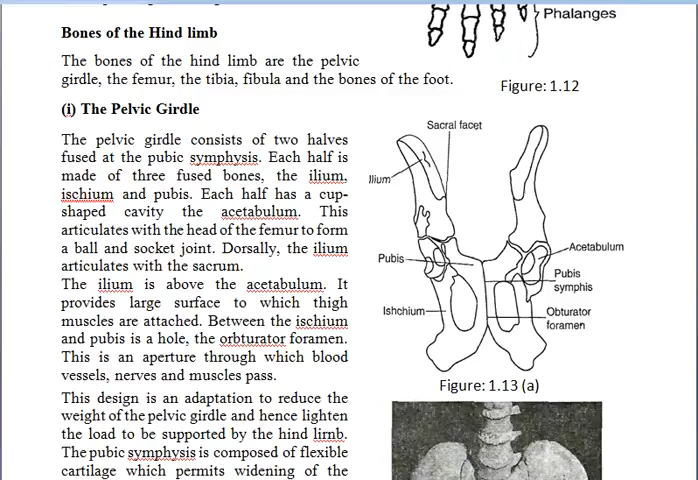 Phalanges
Bones of the Hind limb
The bones of the hind limb are the pelvic
girdle, the femur, the tibia, fibula and the bones of the foot.
Figure: 1.12
(i) The Pelvic Girdle
The pelvic girdle consists of two halves
fused at the pubic symphysis. Each half is
made of three fused bones, the ilium,
ischium and pubis. Each half has a cup-
shaped cavity the acetabulum. This
articulates with the head of the femur to form
a ball and socket joint. Dorsally, the ilium
articulates with the sacrum.
The ilium is above the acetabulum. It
provides large surface to which thigh
muscles are attached. Between the ischium
and pubis is a hole, the orbturator foramen.
This is an aperture through which blood
vessels, nerves and muscles pass.
This design is an adaptation to reduce the
weight of the pelvic girdle and hence lighten
the load to be supported by the hind lirnb.
The pubic symphysis is composed of flexible
cartilage which permits widening of the
Sacral facet
Ilium
Acetabulum
Pubis
Pubis
symphis
Ishchium
Obturator
foramen
Figure: 1.13 (a)